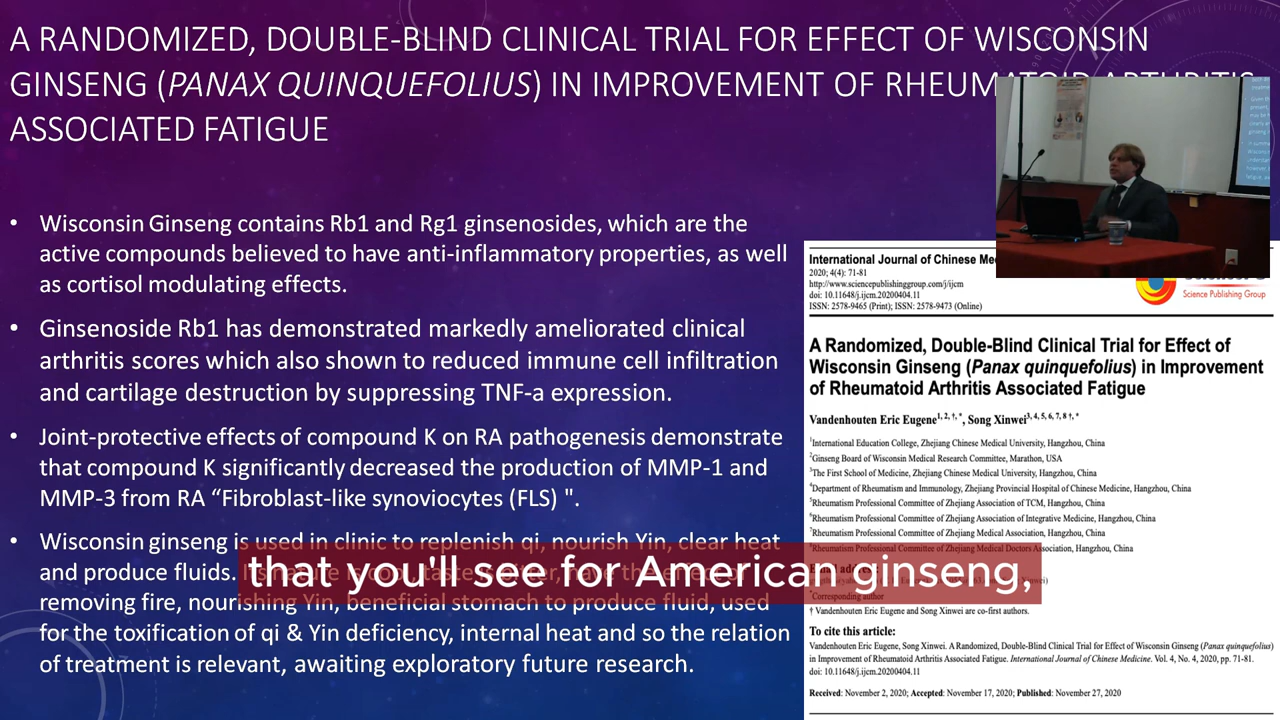 A RANDOMIZED, DOUBLE-BLIND CLINICAL TRIAL FOR EFFECT OF WISCONSIN
GINSENG (PANAX QUINQUEFOLIUS) IN IMPROVEMENT OF RHEUMATOID ARTHRITIS
ASSOCIATED FATIGUE
• Wisconsin Ginseng contains Rb1 and Rg1 ginsenosides, which are the
active compounds believed to have anti-inflammatory properties, as well
as cortisol modulating effects.
• Ginsenoside Rb1 has demonstrated markedly ameliorated clinical
arthritis scores which also shown to reduced immune cell infiltration
and cartilage destruction by suppressing TNF-a expression.
• Joint-protective effects of compound K on RA pathogenesis demonstrate
that compound K significantly decreased the production of MMP-1 and
MMP-3 from RA “Fibroblast-like synoviocytes (FLS) ".
• Wisconsin ginseng is used in clinic to replenish qi, nourish Yin, clear heat
and produce fluids.
removing fire, nourishing Yin, beneficial stomach to produce fluid, used
for the toxification of qi & Yin deficiency, internal heat and so the relation
of treatment is relevant, awaiting exploratory future research.
that you'll see for American ginseng,
International Journal of Chinese Me
2020; 4(4): 71-81
http://www.sciencepublishinggroup.com/j/ijcm
doi: 10.11648/j.ijcm.20200404.11
ISSN: 2578-9465 (Print); ISSN: 2578-9473 (Online)
Science Publishing Group
A Randomized, Double-Blind Clinical Trial for Effect of
Wisconsin Ginseng (Panax quinquefolius) in Improvement
of Rheumatoid Arthritis Associated Fatigue
Vandenhouten Eric Eugene1, 2, †, *, Song Xinwei3, 4, 5, 6, 7, 8 †, *
1International Education College, Zhejiang Chinese Medical University, Hangzhou, China
2Ginseng Board of Wisconsin Medical Research Committee, Marathon, USA
3The First School of Medicine, Zhejiang Chinese Medical University, Hangzhou, China
4Department of Rheumatism and Immunology, Zhejiang Provincial Hospital of Chinese Medicine, Hangzhou, China
5Rheumatism Professional Committee of Zhejiang Association of TCM, Hangzhou, China
6Rheumatism Professional Committee of Zhejiang Association of Integrative Medicine, Hangzhou, China
7Rheumatism Professional Committee of Zhejiang Medical Association, Hangzhou, China
8Rheumatism Professional Committee of Zhejiang Medical Doctors Association, Hangzhou, China
*Corresponding author
† Vandenhouten Eric Eugene and Song Xinwei are co-first authors.
To cite this article:
Vandenhouten Eric Eugene, Song Xinwei. A Randomized, Double-Blind Clinical Trial for Effect of Wisconsin Ginseng (Panax quinquefolius)
in Improvement of Rheumatoid Arthritis Associated Fatigue. International Journal of Chinese Medicine. Vol. 4, No. 4, 2020, pp. 71-81.
doi: 10.11648/j.ijcm.20200404.11
Received: November 2, 2020; Accepted: November 17, 2020; Published: November 27, 2020